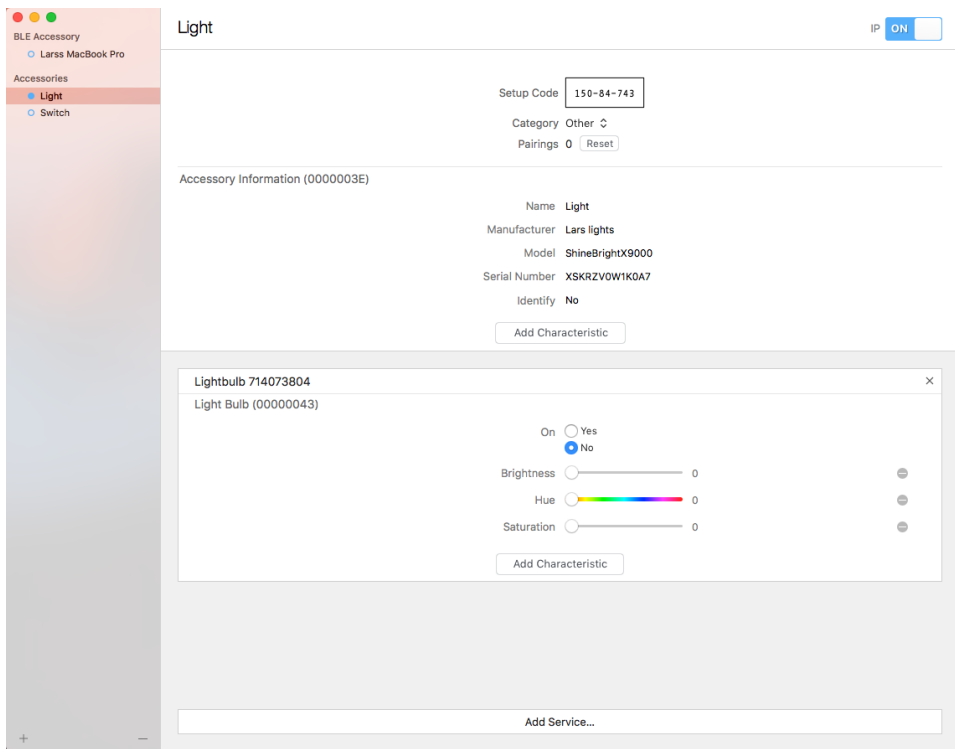 BLE Accessory
Larss MacBook Pro
Accessories
Light
Switch
Light
IP ON
Setup Code 150-84-743
Category Other
Pairings 0 Reset
Accessory Information (0000003E)
Name Light
Manufacturer Lars lights
Model ShineBrightX9000
Serial Number XSKRZV0W1K0A7
Identify No
Add Characteristic
Lightbulb 714073804
Light Bulb (00000043)
On Yes
No
Brightness 0
Hue 0
Saturation 0
Add Characteristic
Add Service...